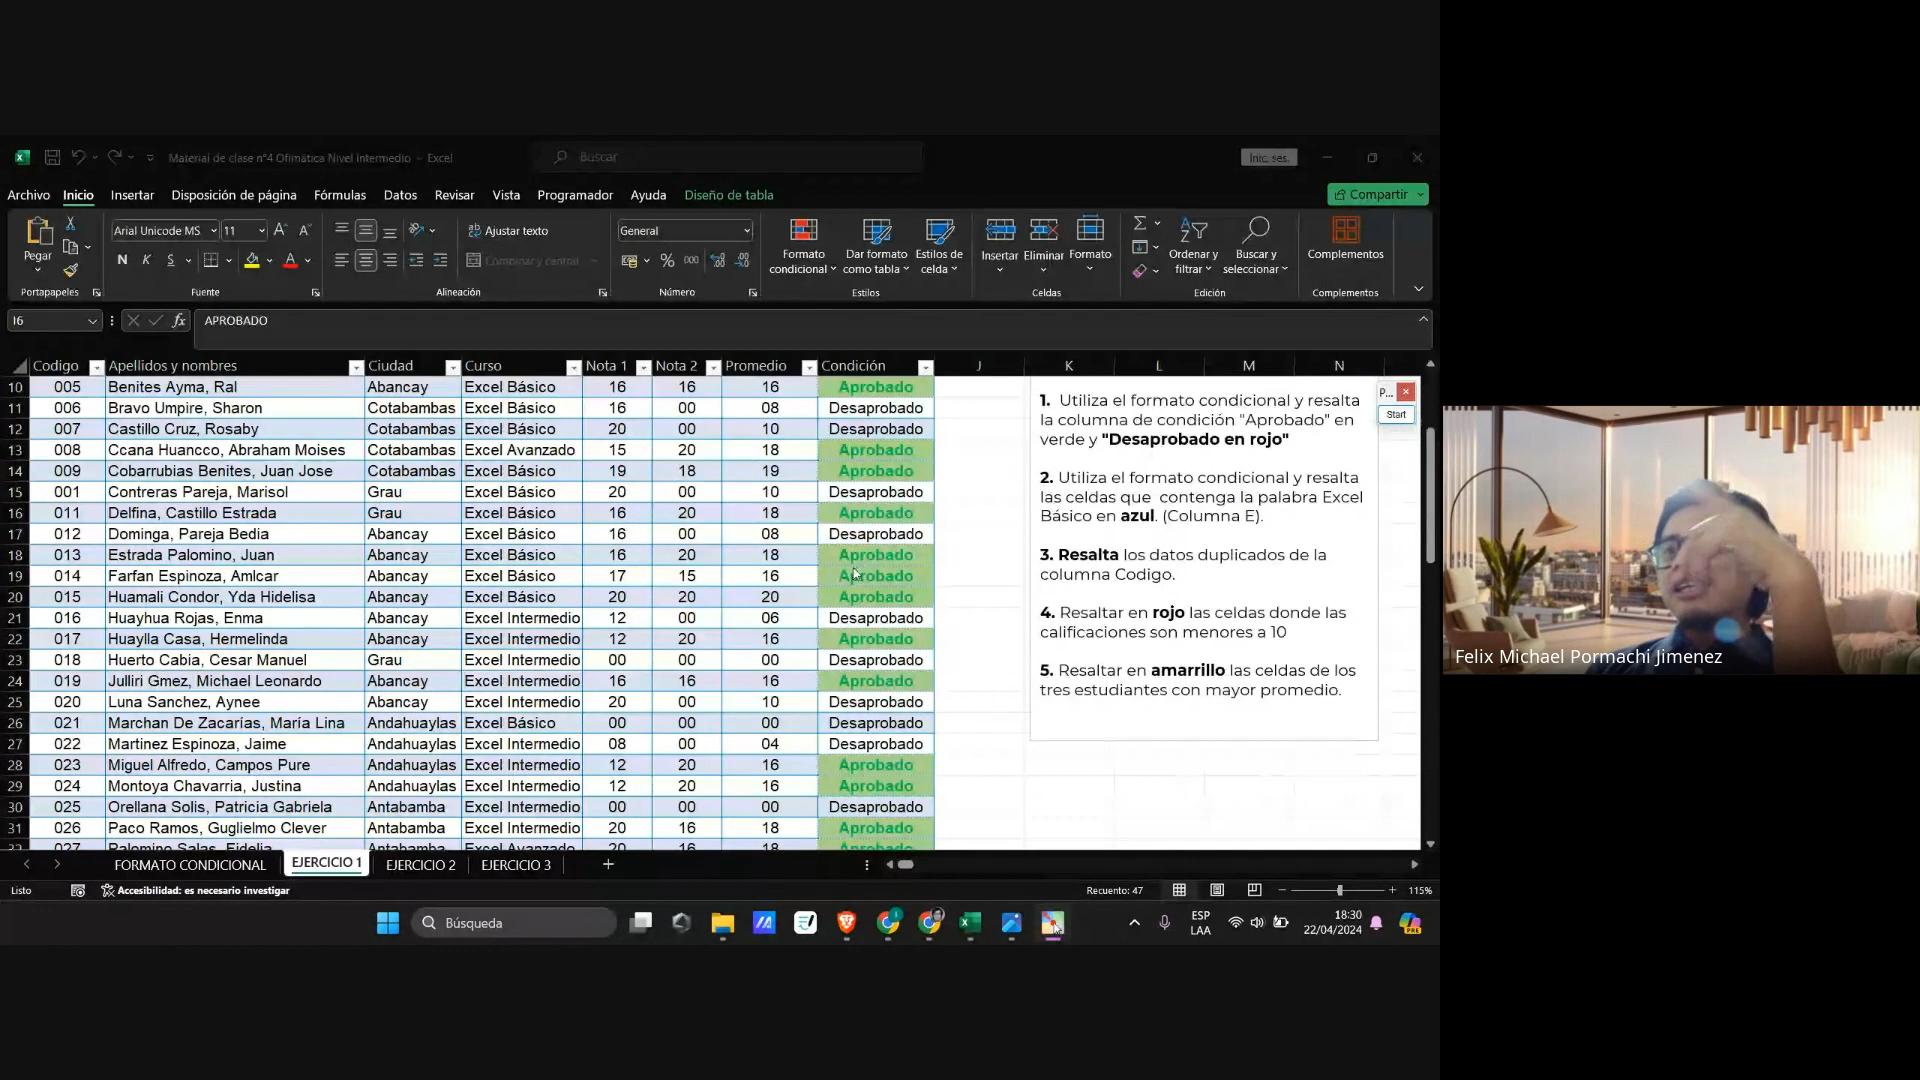 Material de clase n°4 Ofimática Nivel Intermedio - Excel
Buscar
Inic. ses.
Archivo Inicio Insertar Disposición de página Fórmulas Datos Revisar Vista Programador Ayuda Diseño de tabla
Compartir
Pegar
Portapapeles
Arial Unicode MS 11
N K S
Fuente
Ajustar texto
Combinar y centrar
Alineación
General
% 000
Número
Formato condicional
Dar formato como tabla
Estilos de celda
Estilos
Insertar Eliminar Formato
Celdas
Ordenar y filtrar
Buscar y seleccionar
Edición
Complementos
Complementos
I6 fx APROBADO
Codigo Apellidos y nombres Ciudad Curso Nota 1 Nota 2 Promedio Condición J K L M N
10 005 Benites Ayma, Ral Abancay Excel Básico 16 16 16 Aprobado
11 006 Bravo Umpire, Sharon Cotabambas Excel Básico 16 00 08 Desaprobado
12 007 Castillo Cruz, Rosaby Cotabambas Excel Básico 20 00 10 Desaprobado
13 008 Ccana Huancco, Abraham Moises Cotabambas Excel Avanzado 15 20 18 Aprobado
14 009 Cobarrubias Benites, Juan Jose Cotabambas Excel Básico 19 18 19 Aprobado
15 001 Contreras Pareja, Marisol Grau Excel Básico 20 00 10 Desaprobado
16 011 Delfina, Castillo Estrada Grau Excel Básico 16 20 18 Aprobado
17 012 Dominga, Pareja Bedia Abancay Excel Básico 16 00 08 Desaprobado
18 013 Estrada Palomino, Juan Abancay Excel Básico 16 20 18 Aprobado
19 014 Farfan Espinoza, Amlcar Abancay Excel Básico 17 15 16 Aprobado
20 015 Huamali Condor, Yda Hidelisa Abancay Excel Básico 20 20 20 Aprobado
21 016 Huayhua Rojas, Enma Abancay Excel Intermedio 12 00 06 Desaprobado
22 017 Huaylla Casa, Hermelinda Abancay Excel Intermedio 12 20 16 Aprobado
23 018 Huerto Cabia, Cesar Manuel Grau Excel Intermedio 00 00 00 Desaprobado
24 019 Julliri Gmez, Michael Leonardo Abancay Excel Intermedio 16 16 16 Aprobado
25 020 Luna Sanchez, Aynee Abancay Excel Intermedio 20 00 10 Desaprobado
26 021 Marchan De Zacarías, María Lina Andahuaylas Excel Básico 00 00 00 Desaprobado
27 022 Martinez Espinoza, Jaime Andahuaylas Excel Intermedio 08 00 04 Desaprobado
28 023 Miguel Alfredo, Campos Pure Andahuaylas Excel Intermedio 12 20 16 Aprobado
29 024 Montoya Chavarria, Justina Andahuaylas Excel Intermedio 12 20 16 Aprobado
30 025 Orellana Solis, Patricia Gabriela Antabamba Excel Intermedio 00 00 00 Desaprobado
31 026 Paco Ramos, Guglielmo Clever Antabamba Excel Intermedio 20 16 18 Aprobado
32 027 Palomino Salas, Fidelia Antabamba Excel Avanzado 20 16 18 Aprobado
1. Utiliza el formato condicional y resalta
la columna de condición "Aprobado" en
verde y "Desaprobado en rojo"
2. Utiliza el formato condicional y resalta
las celdas que contenga la palabra Excel
Básico en azul. (Columna E).
3. Resalta los datos duplicados de la
columna Codigo.
4. Resaltar en rojo las celdas donde las
calificaciones son menores a 10
5. Resaltar en amarrillo las celdas de los
tres estudiantes con mayor promedio.
P...
Start
Felix Michael Pormachi Jimenez
FORMATO CONDICIONAL EJERCICIO 1 EJERCICIO 2 EJERCICIO 3
Listo Accesibilidad: es necesario investigar Recuento: 47 115%
Búsqueda
ESP
LAA
18:30
22/04/2024
PRE